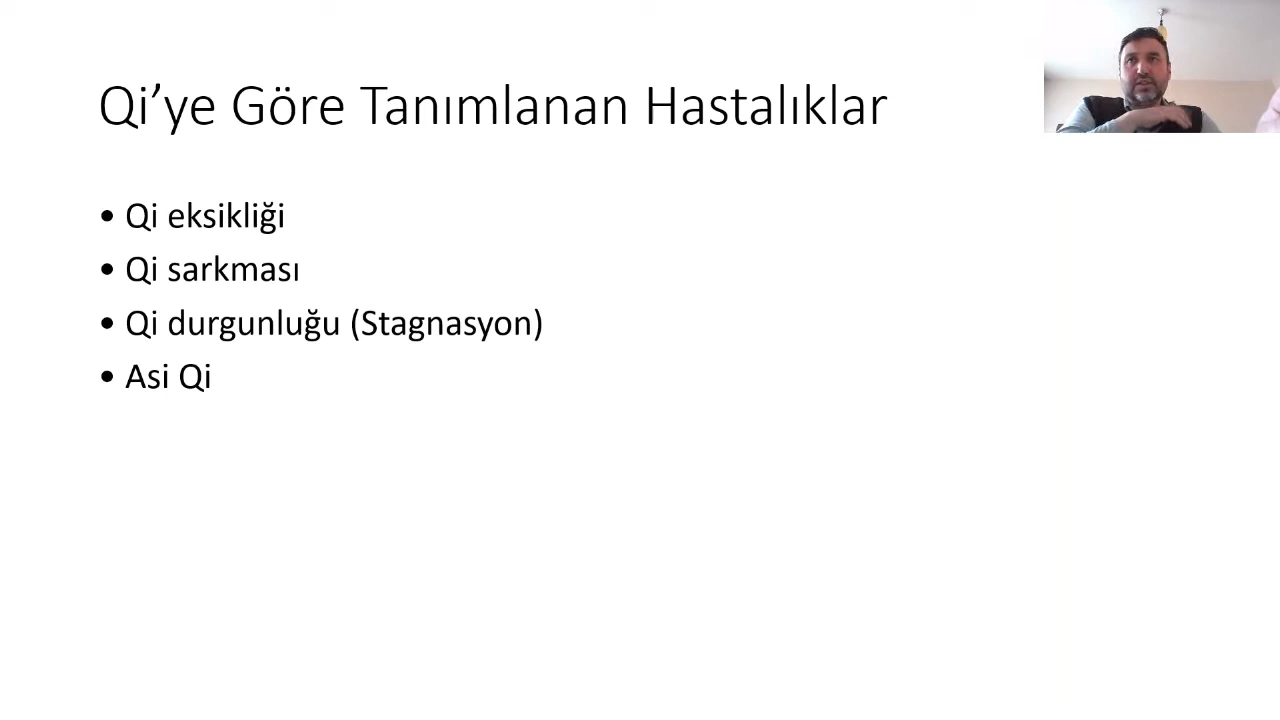 Qi’ye Göre Tanımlanan Hastalıklar
• Qi eksikliği
• Qi sarkması
• Qi durgunluğu (Stagnasyon)
• Asi Qi